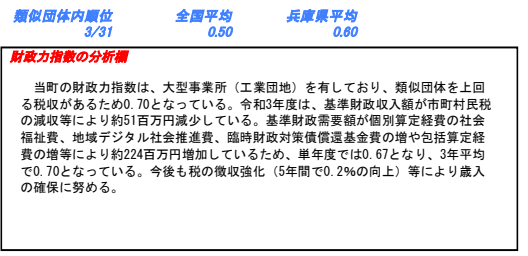 類似団体内順位 全国平均 兵庫県平均
3/31 0.50 0.60
財政力指数の分析欄
当町の財政力指数は、大型事業所（工業団地）を有しており、類似団体を上回
る税収があるため0.70となっている。令和3年度は、基準財政収入額が市町村民税
の減収等により約51百万円減少している。基準財政需要額が個別算定経費の社会
福祉費、地域デジタル社会推進費、臨時財政対策債償還基金費の増や包括算定経
費の増等により約224百万円増加しているため、単年度では0.67となり、3年平均
で0.70となっている。今後も税の徴収強化（5年間で0.2%の向上）等により歳入
の確保に努める。